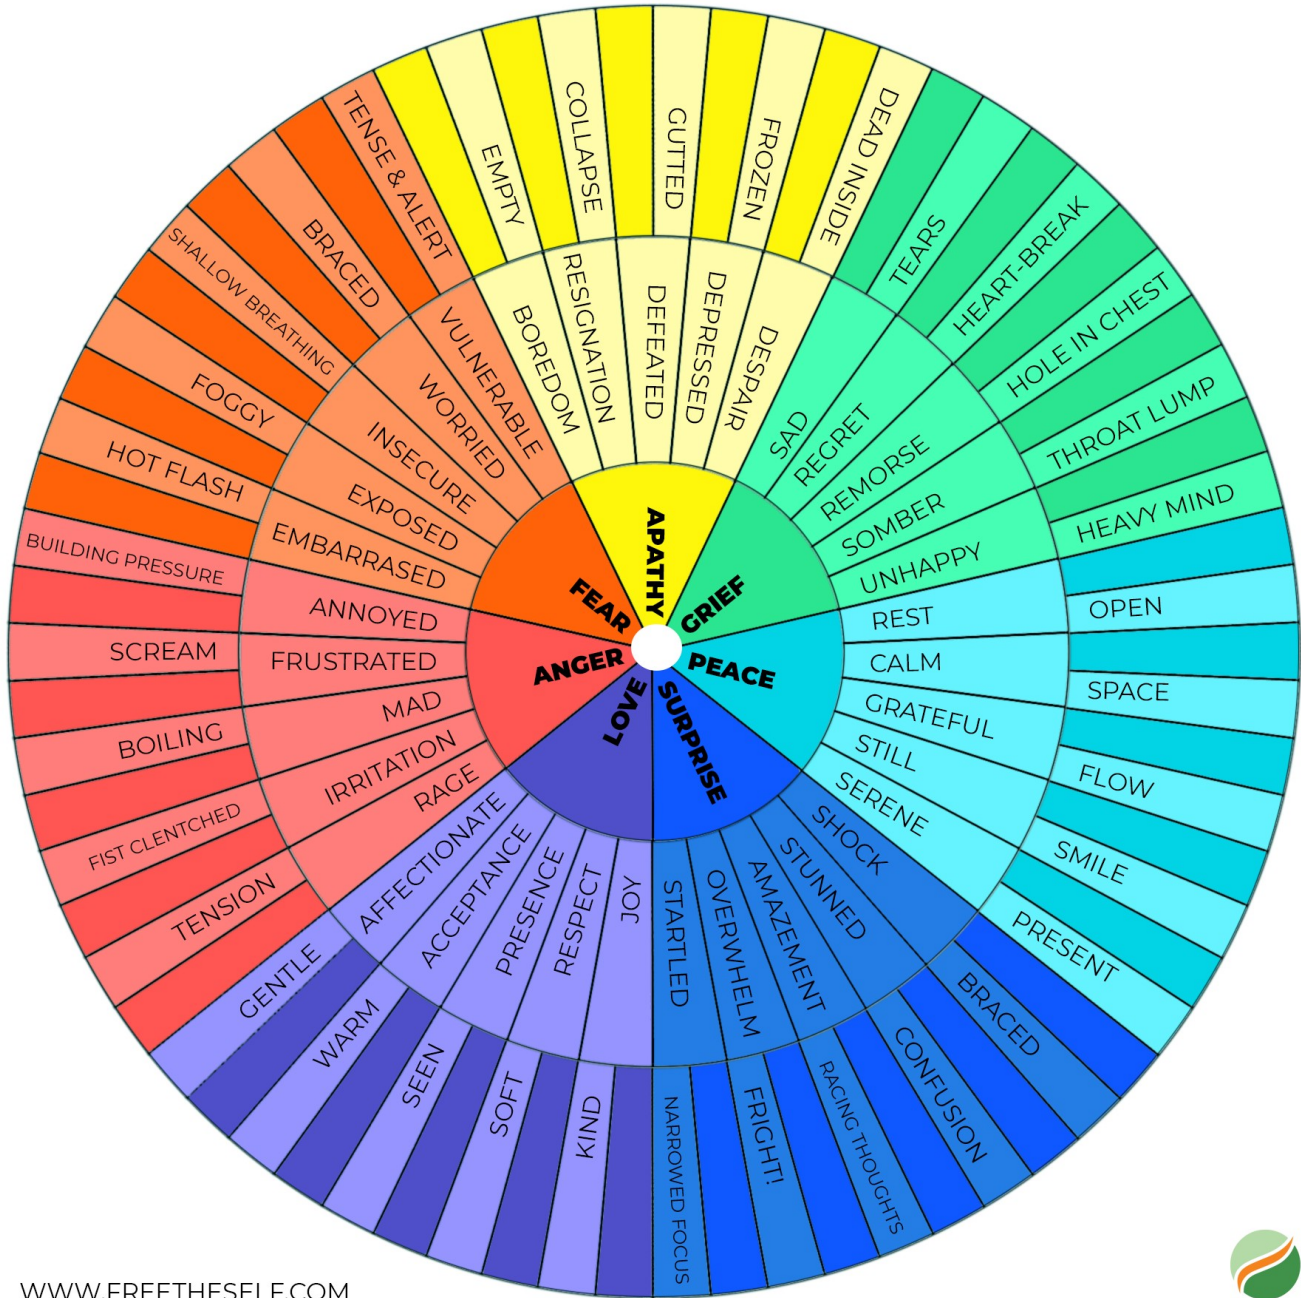 APATHY
GRIEF
PEACE
SURPRISE
LOVE
ANGER
FEAR
BOREDOM
RESIGNATION
DEFEATED
DEPRESSED
DESPAIR
SAD
REGRET
REMORSE
SOMBER
UNHAPPY
REST
CALM
GRATEFUL
STILL
SERENE
SHOCK
STUNNED
AMAZEMENT
OVERWHELM
STARTLED
JOY
RESPECT
PRESENCE
ACCEPTANCE
AFFECTIONATE
RAGE
IRRITATION
MAD
FRUSTRATED
ANNOYED
EMBARRASED
EXPOSED
INSECURE
WORRIED
VULNERABLE
EMPTY
COLLAPSE
GUTTED
FROZEN
DEAD INSIDE
TEARS
HEART-BREAK
HOLE IN CHEST
THROAT LUMP
HEAVY MIND
OPEN
SPACE
FLOW
SMILE
PRESENT
BRACED
CONFUSION
RACING THOUGHTS
FRIGHT!
NARROWED FOCUS
KIND
SOFT
SEEN
WARM
GENTLE
TENSION
FIST CLENTCHED
BOILING
SCREAM
BUILDING PRESSURE
HOT FLASH
FOGGY
SHALLOW BREATHING
BRACED
TENSE & ALERT
WWW.FREETHESELF.COM